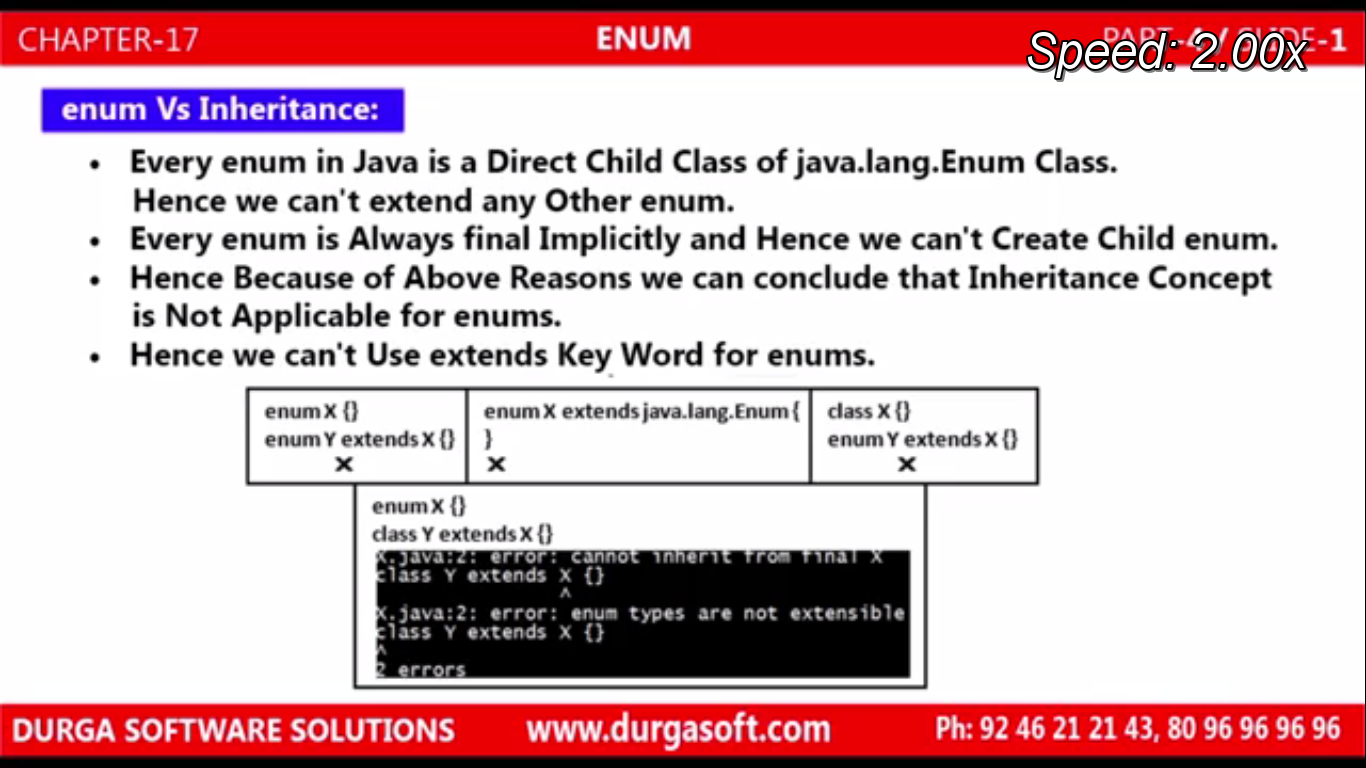 CHAPTER-17
ENUM
Speed: 2.00x
enum Vs Inheritance:
• Every enum in Java is a Direct Child Class of java.lang.Enum Class.
Hence we can't extend any Other enum.
• Every enum is Always final Implicitly and Hence we can't Create Child enum.
• Hence Because of Above Reasons we can conclude that Inheritance Concept
is Not Applicable for enums.
• Hence we can't Use extends Key Word for enums.
enum X {}
enum Y extends X {}
×
enum X extends java.lang.Enum {
}
×
class X {}
enum Y extends X {}
×
enum X {}
class Y extends X {}
X.java:2: error: cannot inherit from final X
class Y extends X {}
^
X.java:2: error: enum types are not extensible
class Y extends X {}
^
2 errors
DURGA SOFTWARE SOLUTIONS
www.durgasoft.com
Ph: 92 46 21 21 43, 80 96 96 96 96